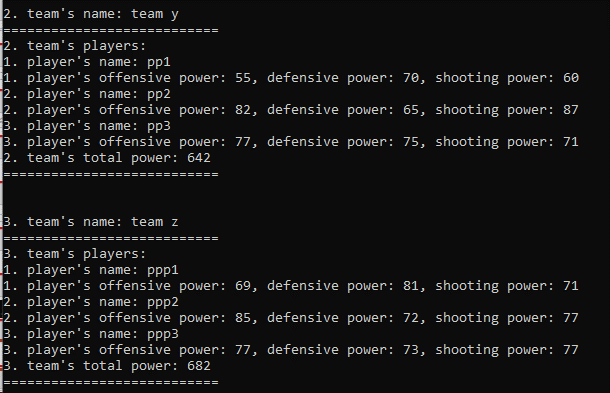 2. team's name: team y
===========================
2. team's players:
1. player's name: pp1
1. player's offensive power: 55, defensive power: 70, shooting power: 60
2. player's name: pp2
2. player's offensive power: 82, defensive power: 65, shooting power: 87
3. player's name: pp3
3. player's offensive power: 77, defensive power: 75, shooting power: 71
2. team's total power: 642
===========================
3. team's name: team z
===========================
3. team's players:
1. player's name: ppp1
1. player's offensive power: 69, defensive power: 81, shooting power: 71
2. player's name: ppp2
2. player's offensive power: 85, defensive power: 72, shooting power: 77
3. player's name: ppp3
3. player's offensive power: 77, defensive power: 73, shooting power: 77
3. team's total power: 682
===========================